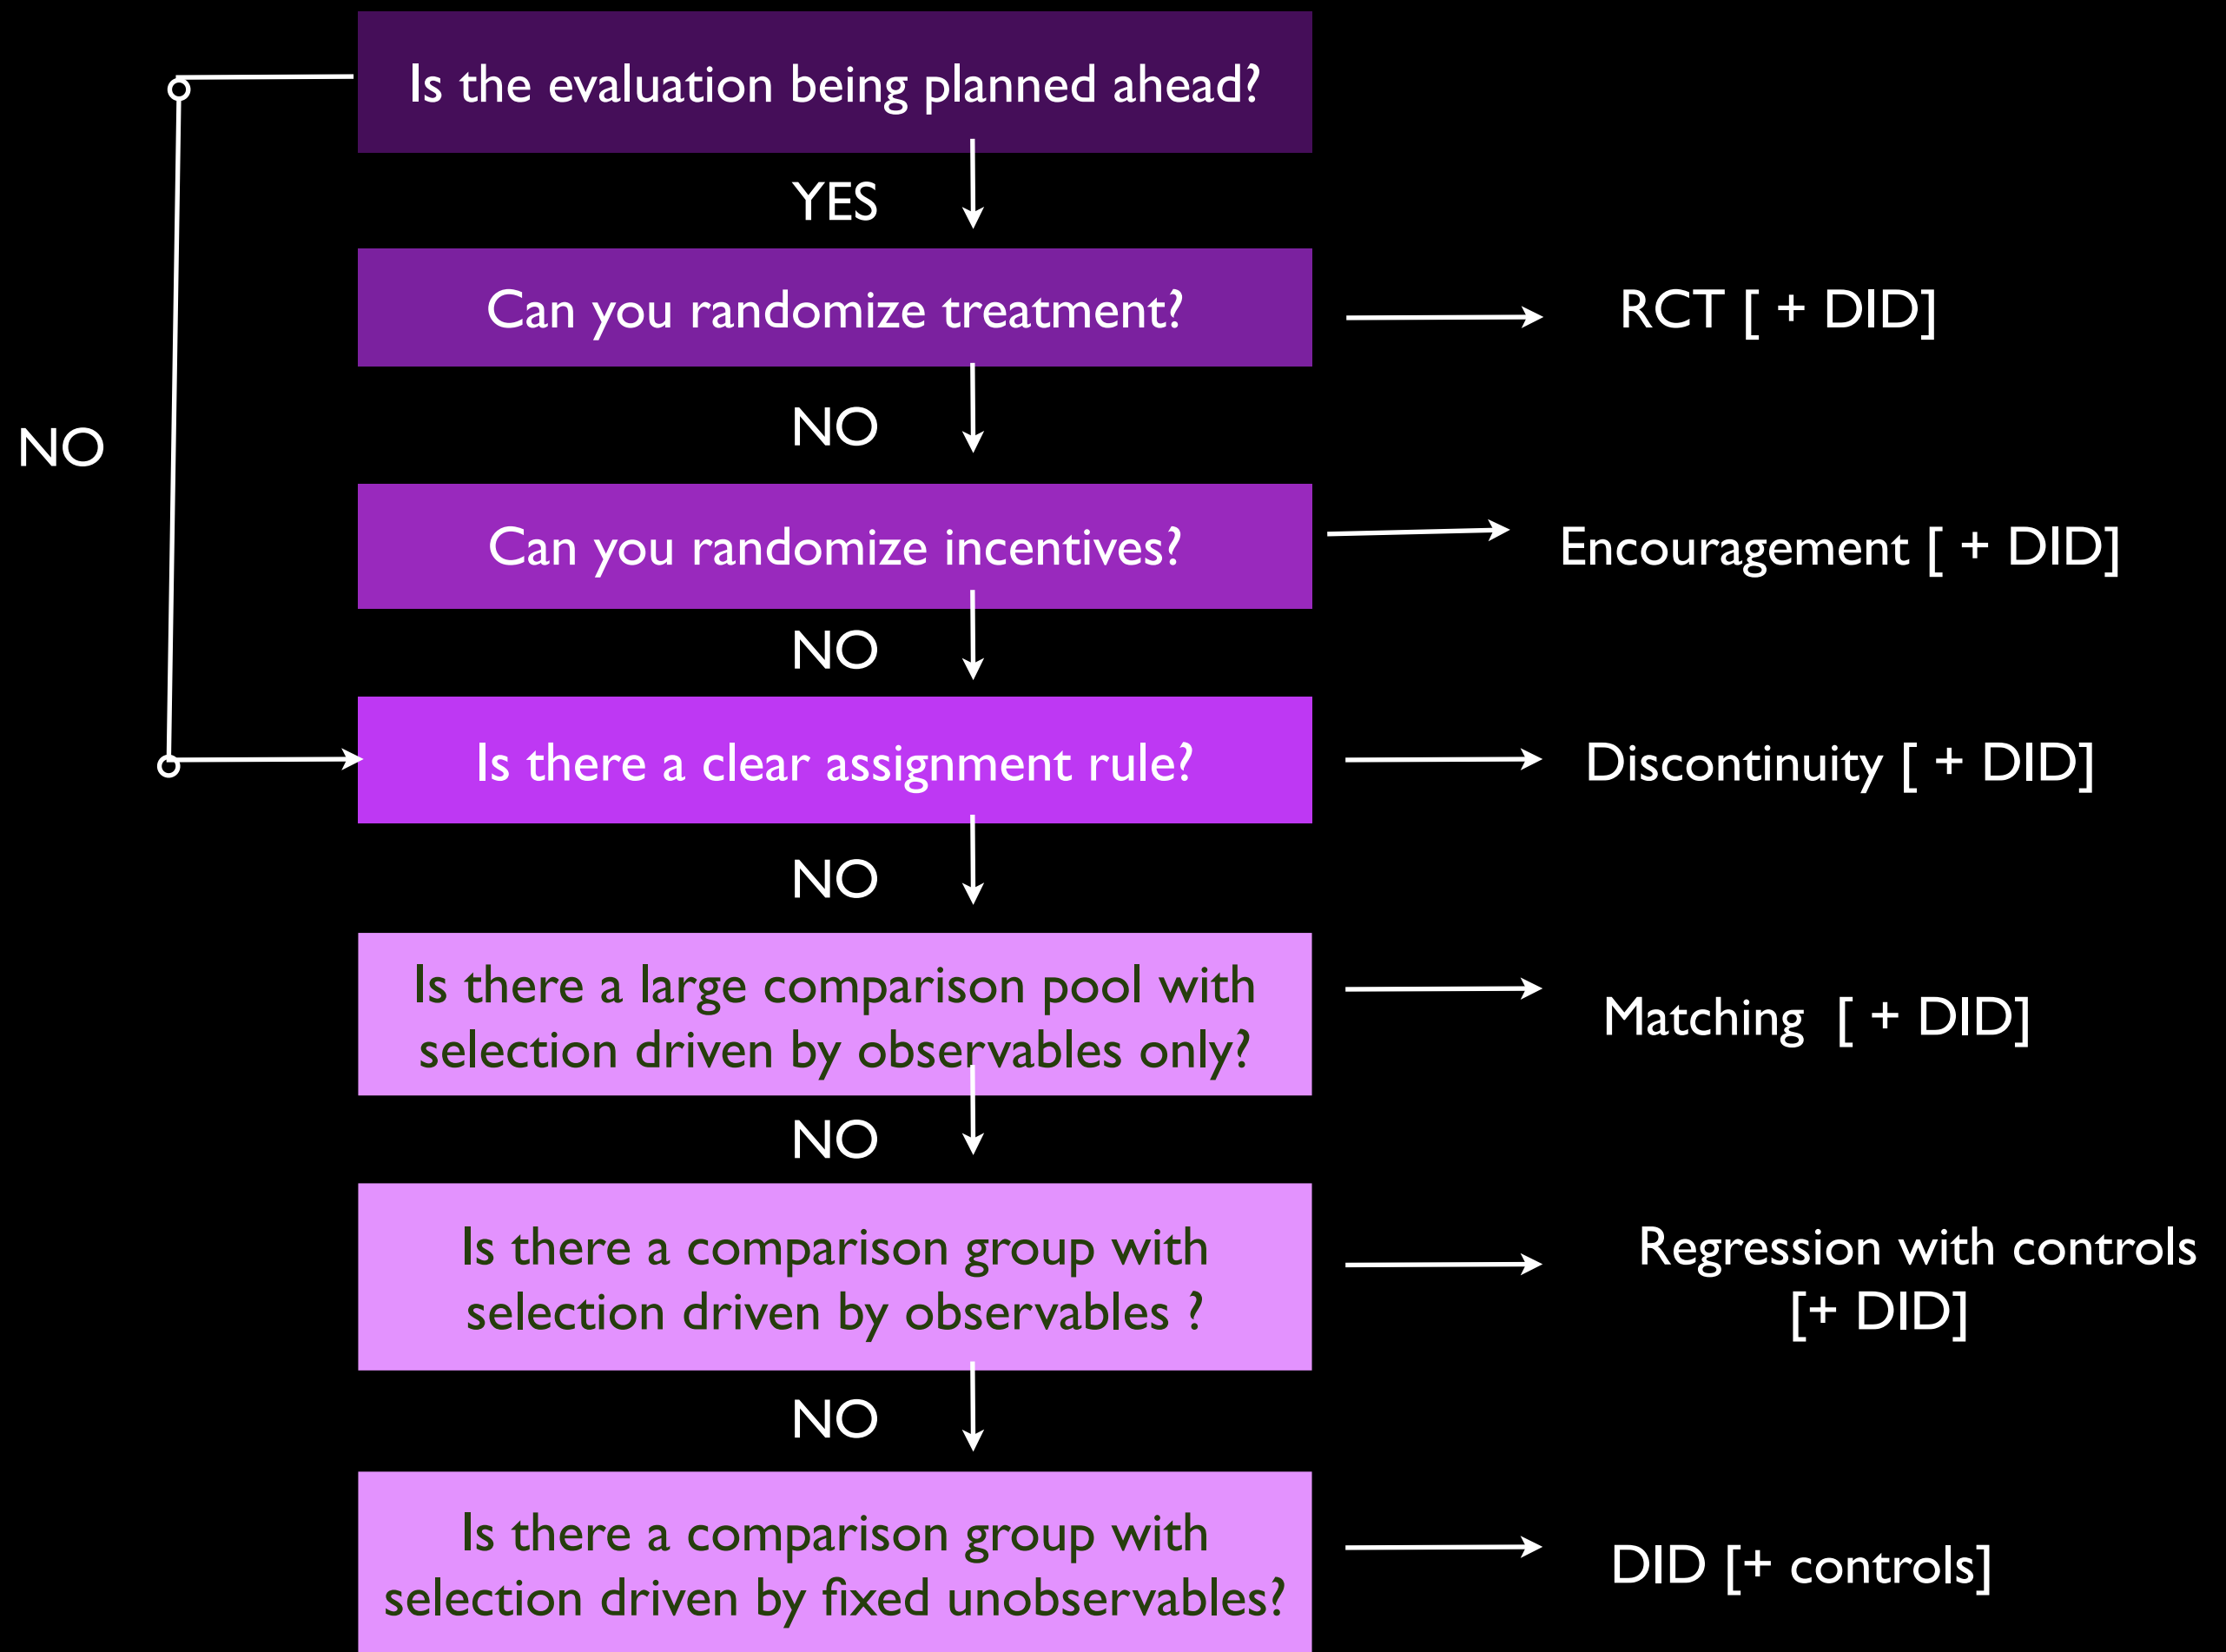 Is the evaluation being planned ahead?
YES
Can you randomize treatment?
RCT [ + DID]
NO
NO
Can you randomize incentives?
Encouragement [ + DID]
NO
Is there a clear assignment rule?
Discontinuity [ + DID]
NO
Is there a large comparison pool with
selection driven by observables only?
Matching [ + DID]
NO
Is there a comparison group with
selection driven by observables ?
Regression with controls
[+ DID]
NO
Is there a comparison group with
selection driven by fixed unobservables?
DID [+ controls]